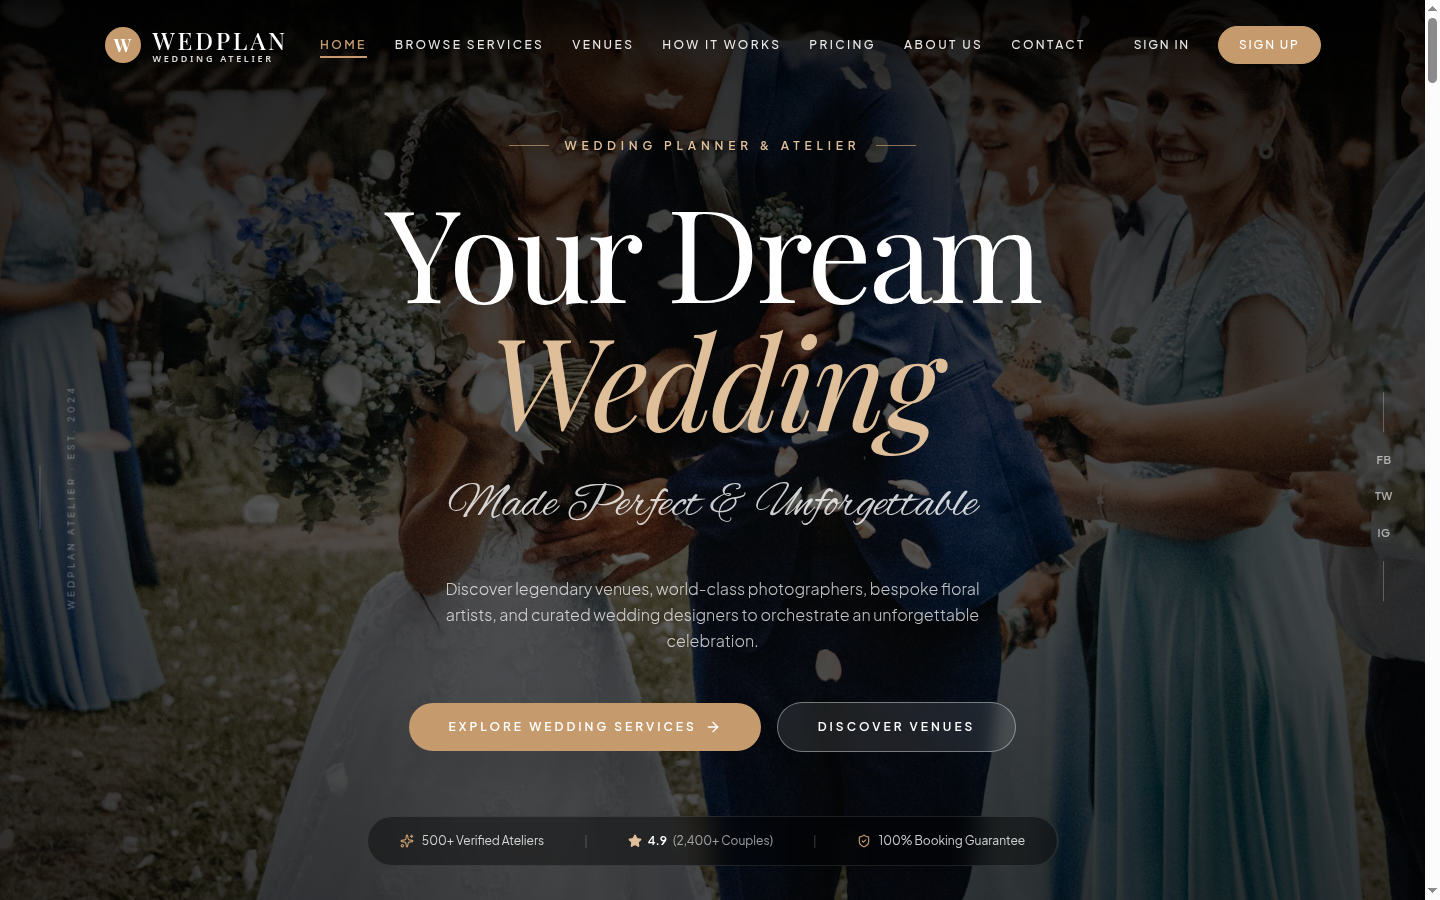 W WEDPLAN
WEDDING ATELIER
HOME BROWSE SERVICES VENUES HOW IT WORKS PRICING ABOUT US CONTACT SIGN IN SIGN UP
WEDDING PLANNER & ATELIER
Your Dream
Wedding
Made Perfect & Unforgettable
WEDPLAN ATELIER · EST. 2024
FB
TW
IG
Discover legendary venues, world-class photographers, bespoke floral
artists, and curated wedding designers to orchestrate an unforgettable
celebration.
EXPLORE WEDDING SERVICES → DISCOVER VENUES
500+ Verified Ateliers | 4.9 (2,400+ Couples) | 100% Booking Guarantee